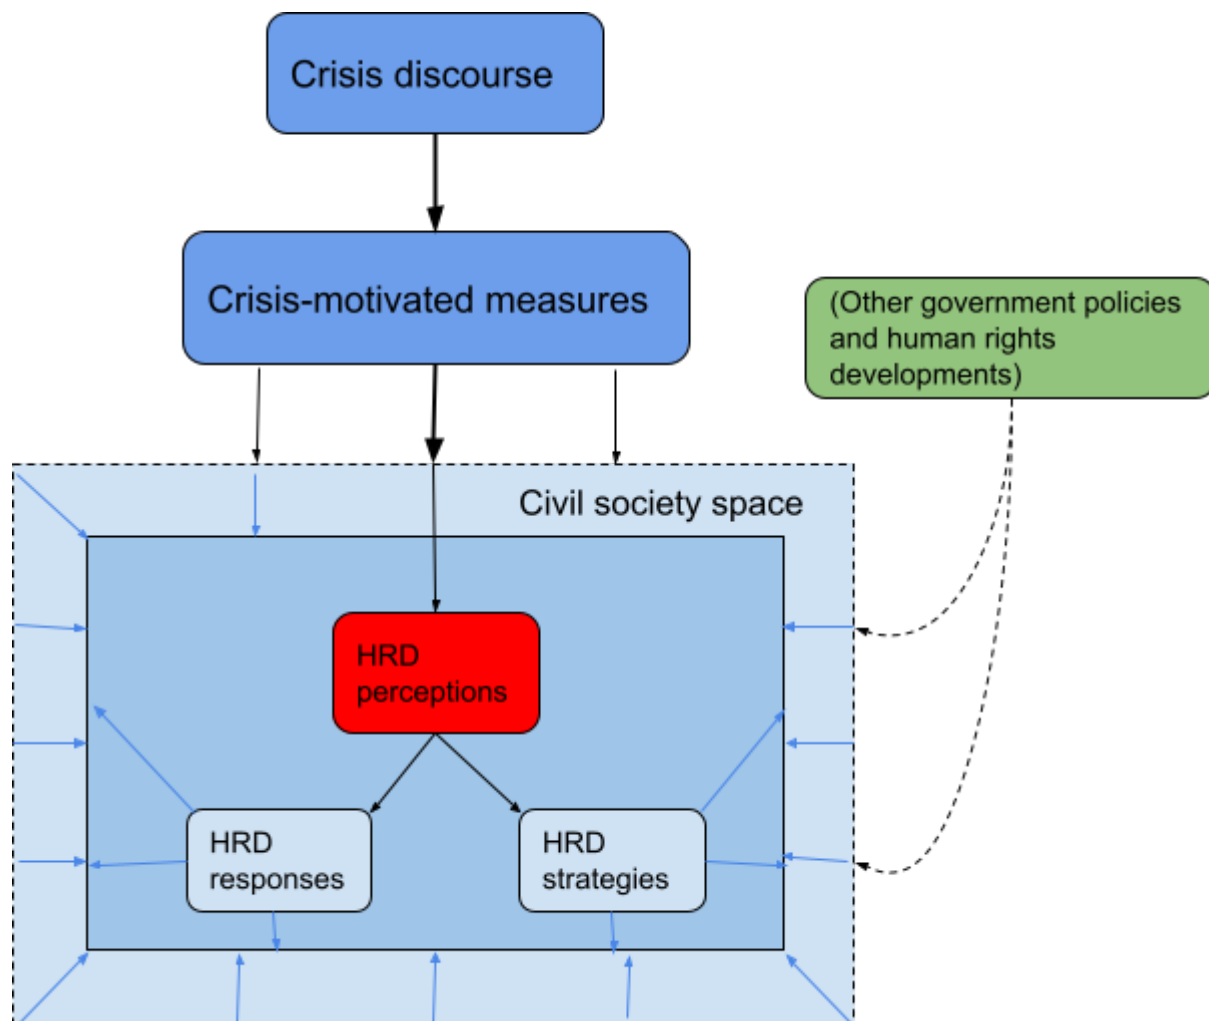 Crisis discourse
Crisis-motivated measures
(Other government policies
and human rights
developments)
Civil society space
HRD
perceptions
HRD
responses
HRD
strategies